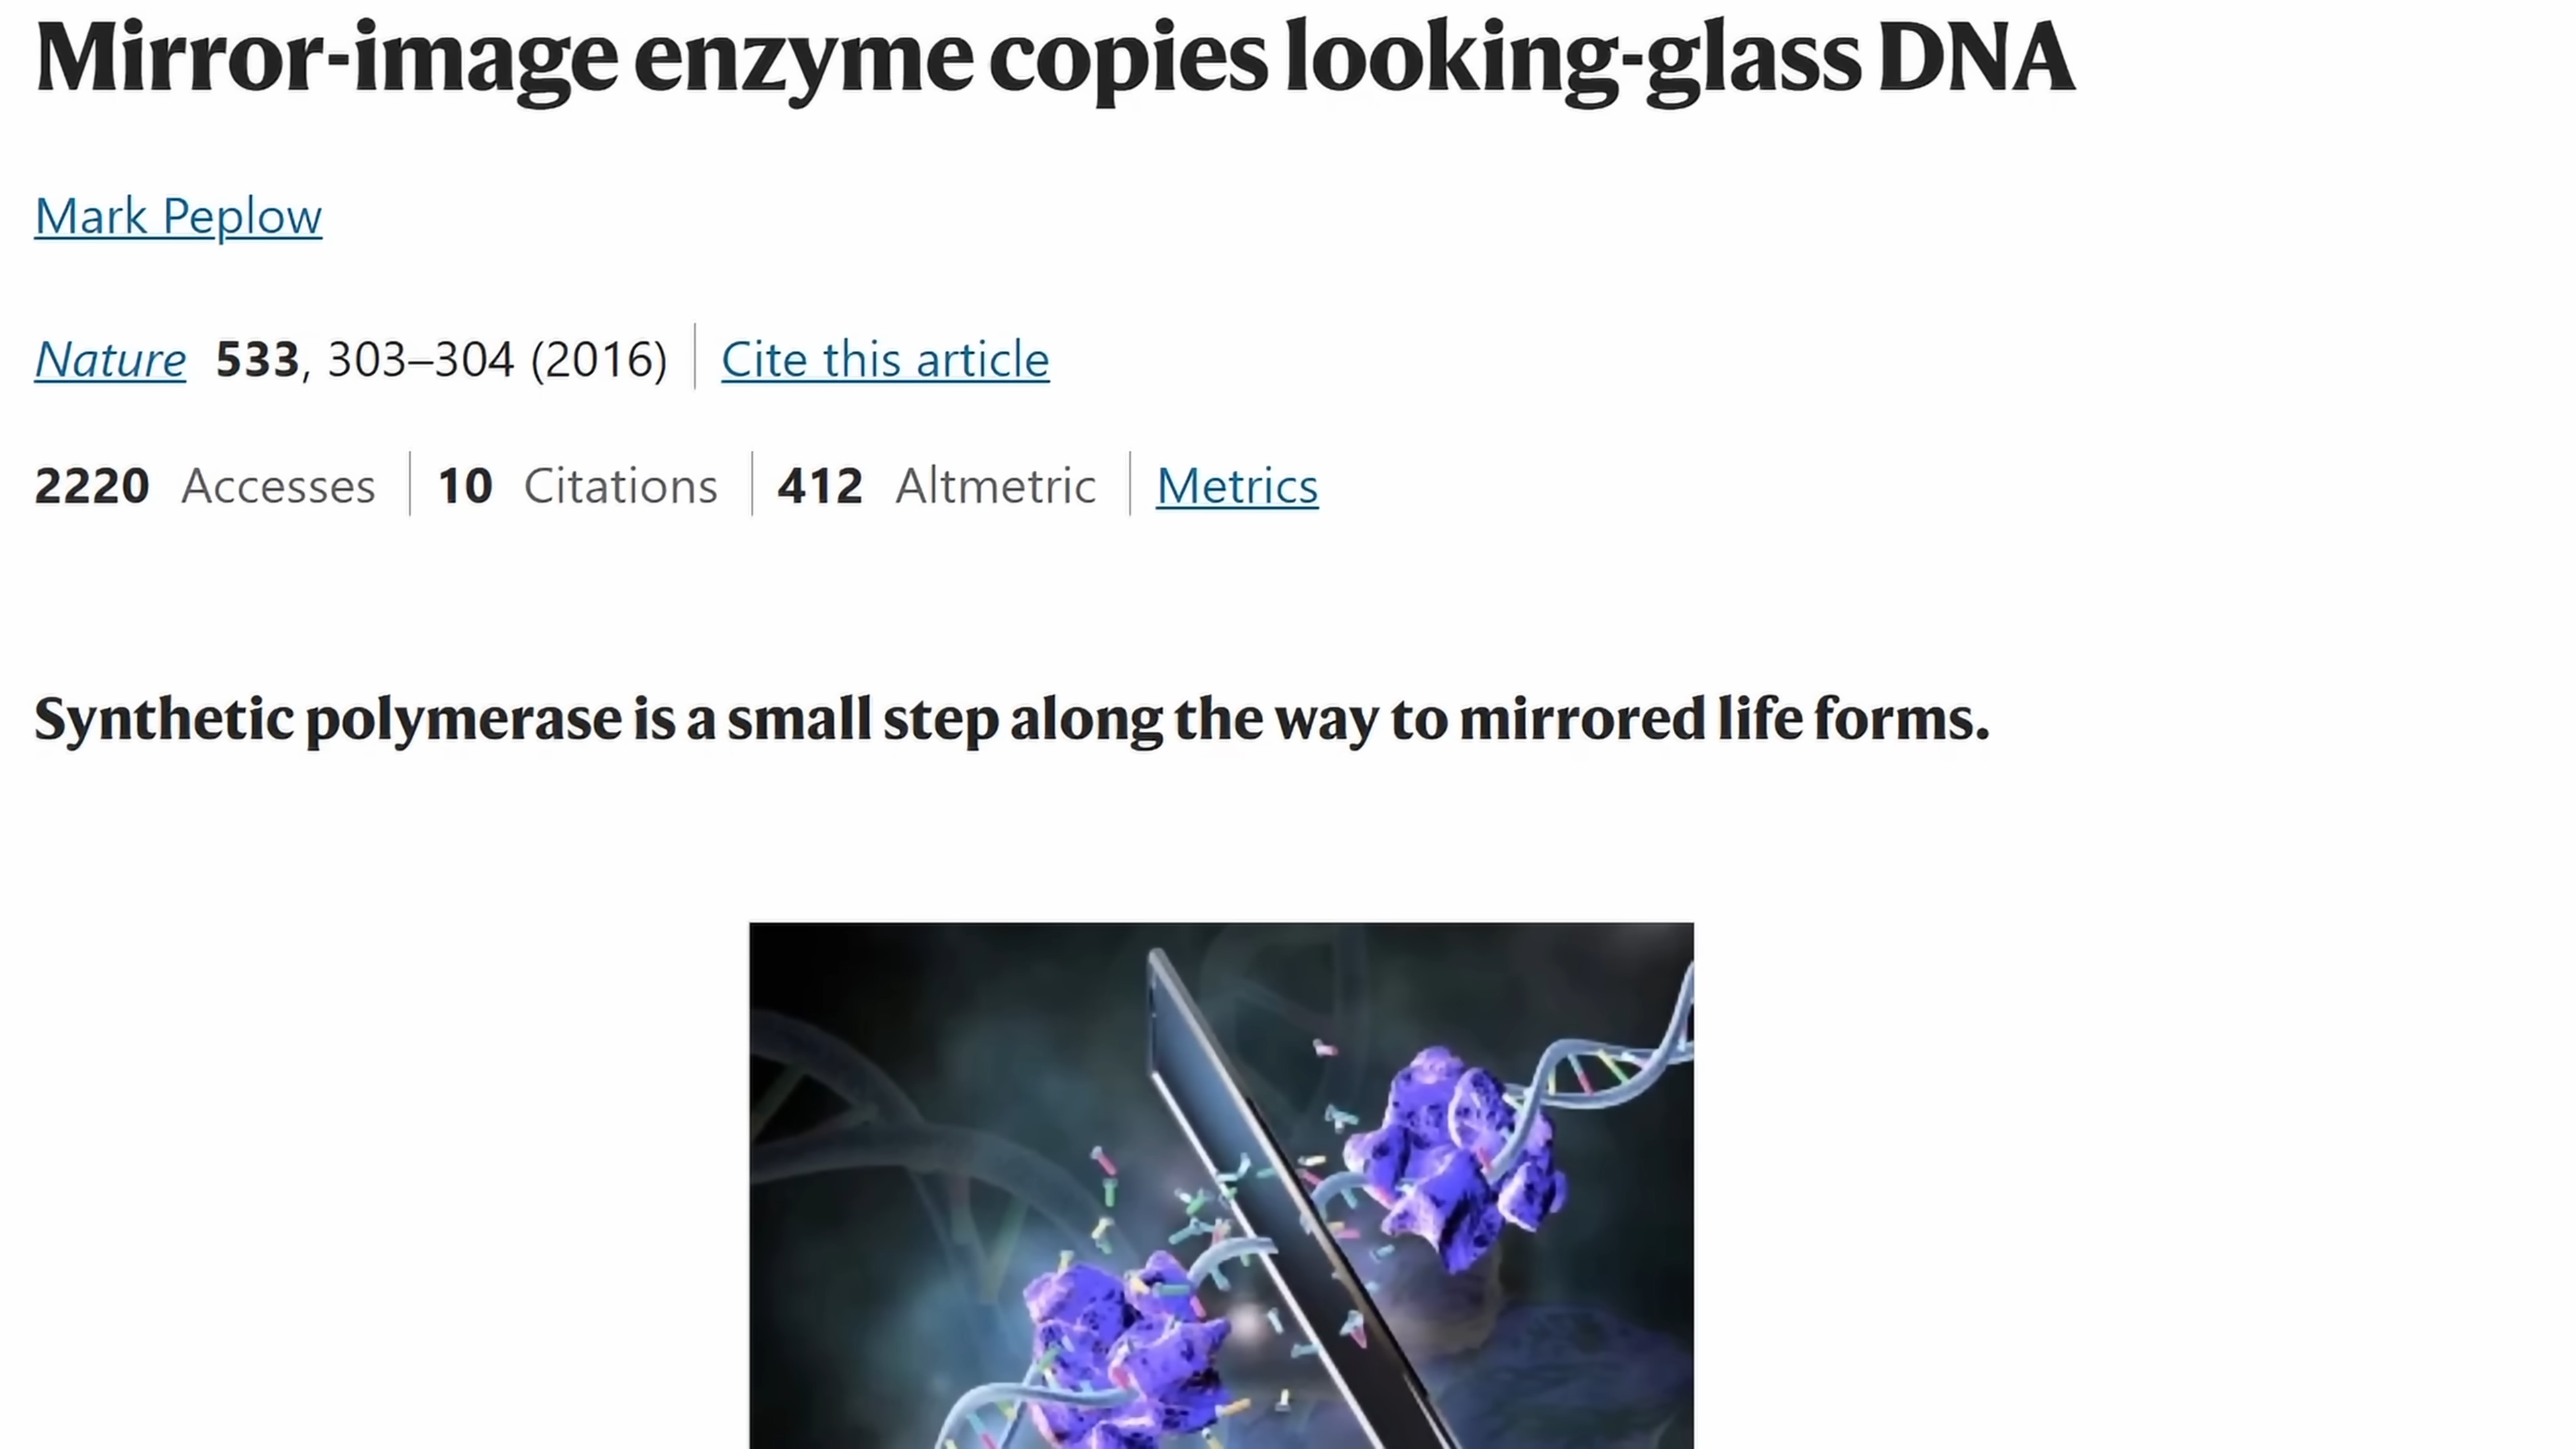 Mirror-image enzyme copies looking-glass DNA
Mark Peplow
Nature 533, 303–304 (2016) Cite this article
2220 Accesses 10 Citations 412 Altmetric Metrics
Synthetic polymerase is a small step along the way to mirrored life forms.